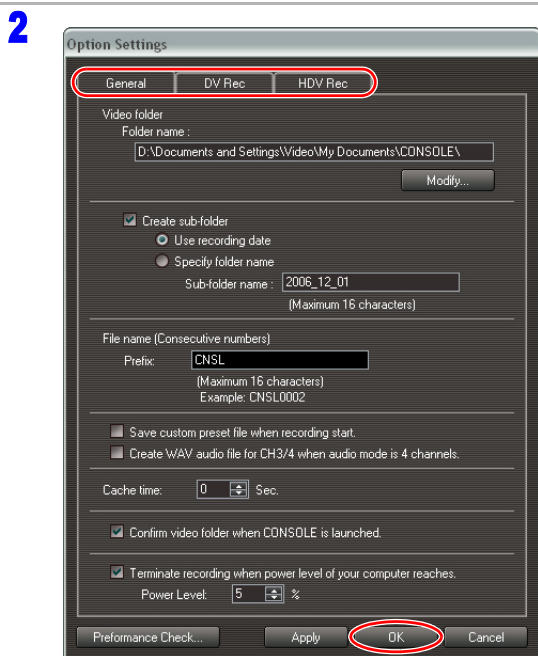 2
Option Settings
General DV Rec HDV Rec
Video folder
Folder name :
D:\Documents and Settings\Video\My Documents\CONSOLE\
Modify...
Create sub-folder
Use recording date
Specify folder name
Sub-folder name : 2006_12_01
(Maximum 16 characters)
File name (Consecutive numbers)
Prefix: CNSL
(Maximum 16 characters)
Example: CNSL0002
Save custom preset file when recording start.
Create WAV audio file for CH3/4 when audio mode is 4 channels.
Cache time: 0 Sec.
Confirm video folder when CONSOLE is launched.
Terminate recording when power level of your computer reaches.
Power Level: 5 %
Preformance Check... Apply OK Cancel